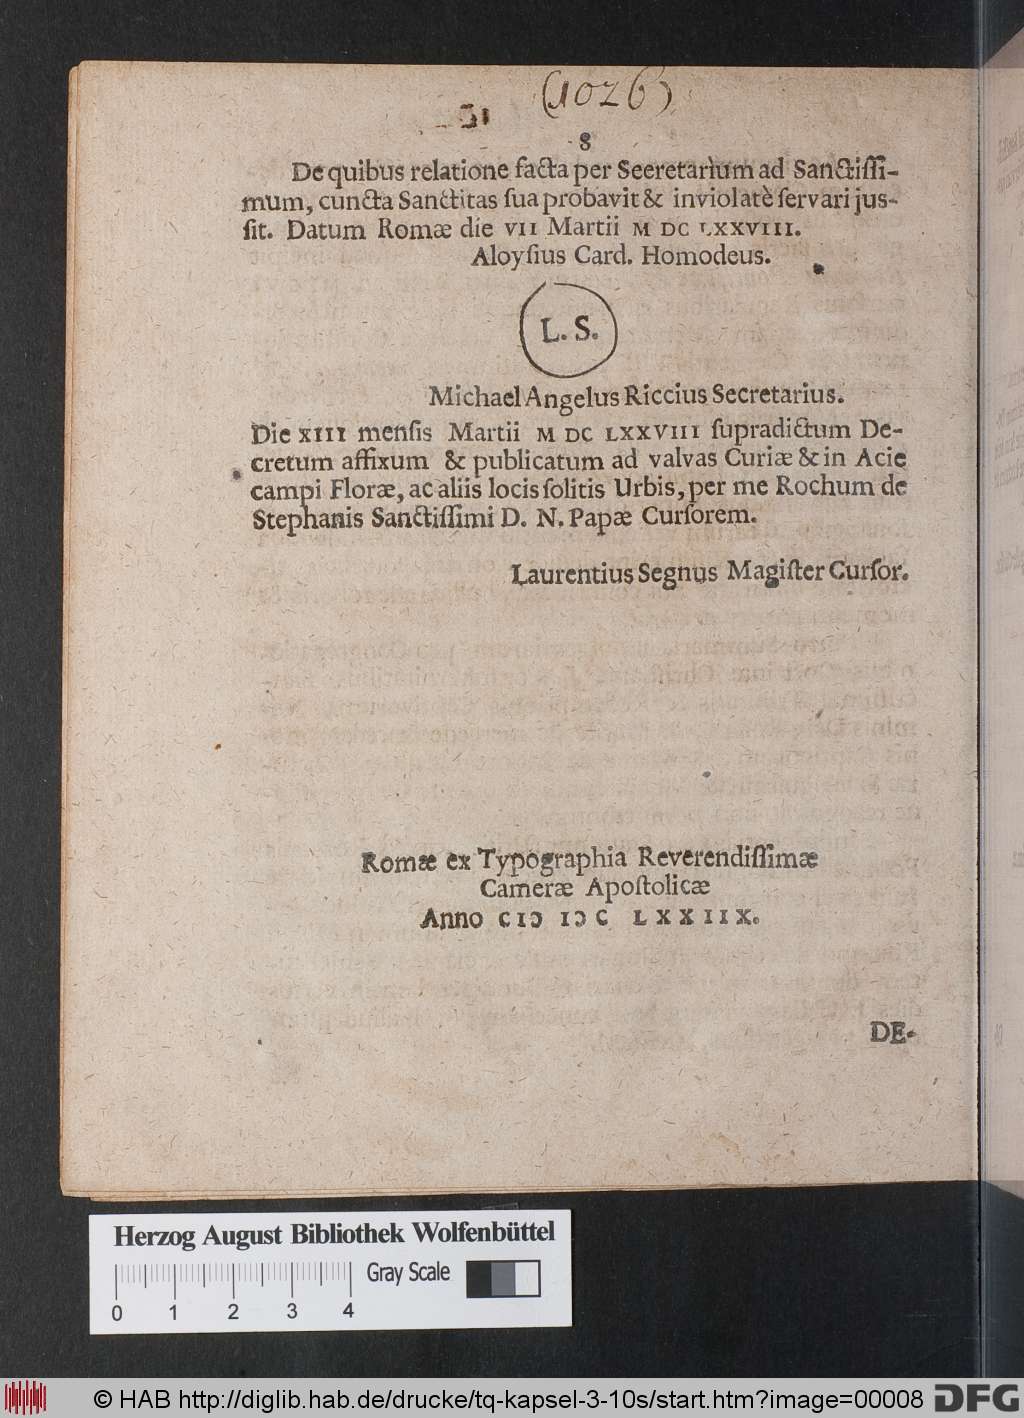 (1026)
8
De quibus relatione facta per Seeretarìum ad Sanctiſſi-
mum, cuncta Sanctitas ſua probavit & inviolatè ſervari juſ-
ſit. Datum Romæ die VII Martii M DC LXXVIII.
Aloyſius Card. Homodeus.
L. S.
Michael Angelus Riccius Secretarius.
Die XIII menſis Martii M DC LXXVIII ſupradictum De-
cretum affixum & publicatum ad valvas Curiæ & in Acie
campi Floræ, ac aliis locis ſolitis Urbis, per me Rochum de
Stephanis Sanctiſſimi D. N. Papæ Curſorem.
Laurentius Segnus Magiſter Curſor.
Romæ ex Typographia Reverendiſſimæ
Cameræ Apoſtolicæ
Anno CIↃ IↃC LXXIIX.
DE-
Herzog August Bibliothek Wolfenbüttel
Gray Scale
0 1 2 3 4
© HAB http://diglib.hab.de/drucke/tq-kapsel-3-10s/start.htm?image=00008
DFG